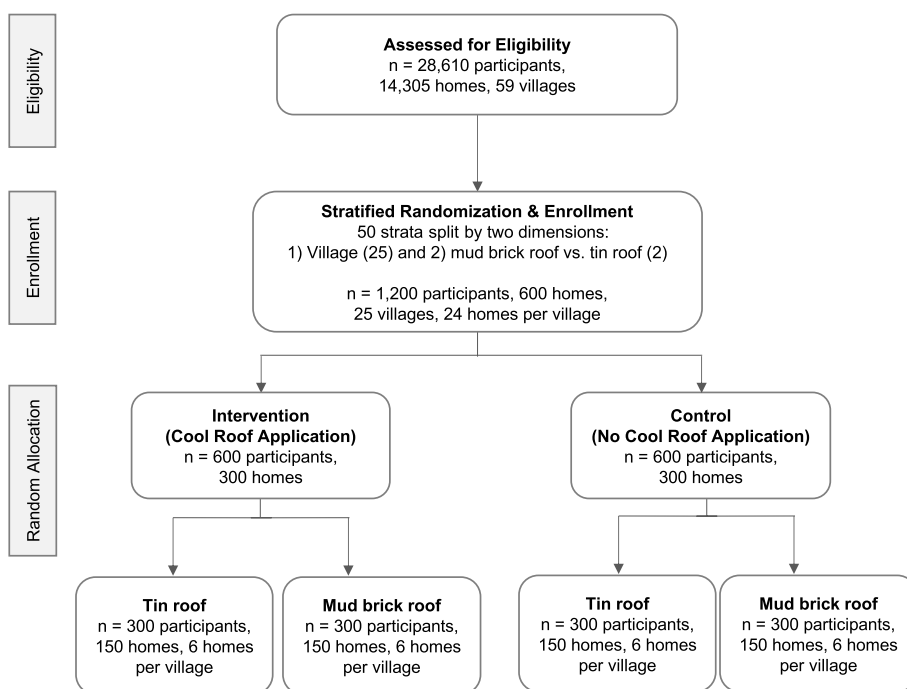 Eligibility
Assessed for Eligibility
n = 28,610 participants,
14,305 homes, 59 villages
Enrollment
Stratified Randomization & Enrollment
50 strata split by two dimensions:
1) Village (25) and 2) mud brick roof vs. tin roof (2)
n = 1,200 participants, 600 homes,
25 villages, 24 homes per village
Random Allocation
Intervention
(Cool Roof Application)
n = 600 participants,
300 homes
Control
(No Cool Roof Application)
n = 600 participants,
300 homes
Tin roof
n = 300 participants,
150 homes, 6 homes
per village
Mud brick roof
n = 300 participants,
150 homes, 6 homes
per village
Tin roof
n = 300 participants,
150 homes, 6 homes
per village
Mud brick roof
n = 300 participants,
150 homes, 6 homes
per village